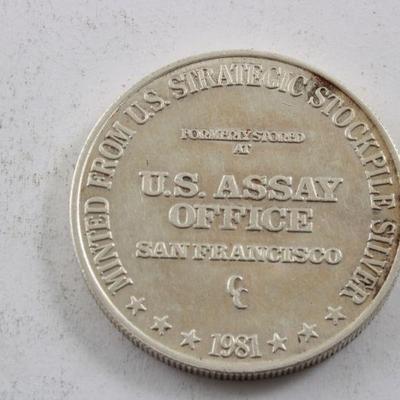 MINTED FROM U.S. STRATEGIC STOCKPILE SILVER
FORMERLY STORED
AT
U.S. ASSAY
OFFICE
SAN FRANCISCO
CC
1981